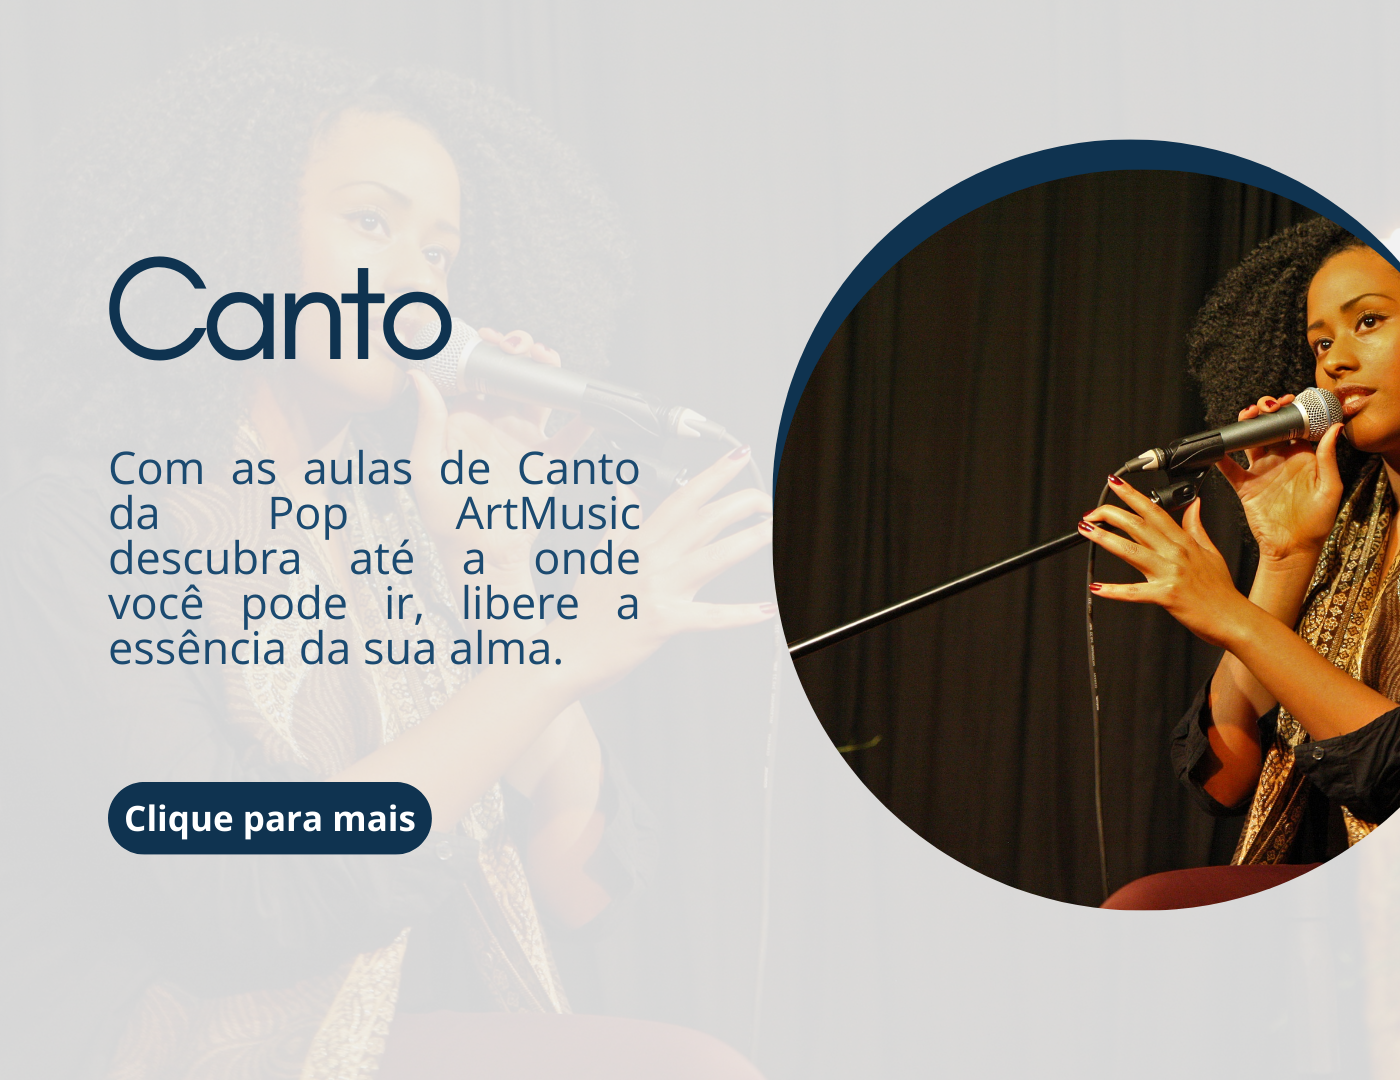 Canto
Com as aulas de Canto
da Pop ArtMusic
descubra até a onde
você pode ir, libere a
essência da sua alma.
Clique para mais